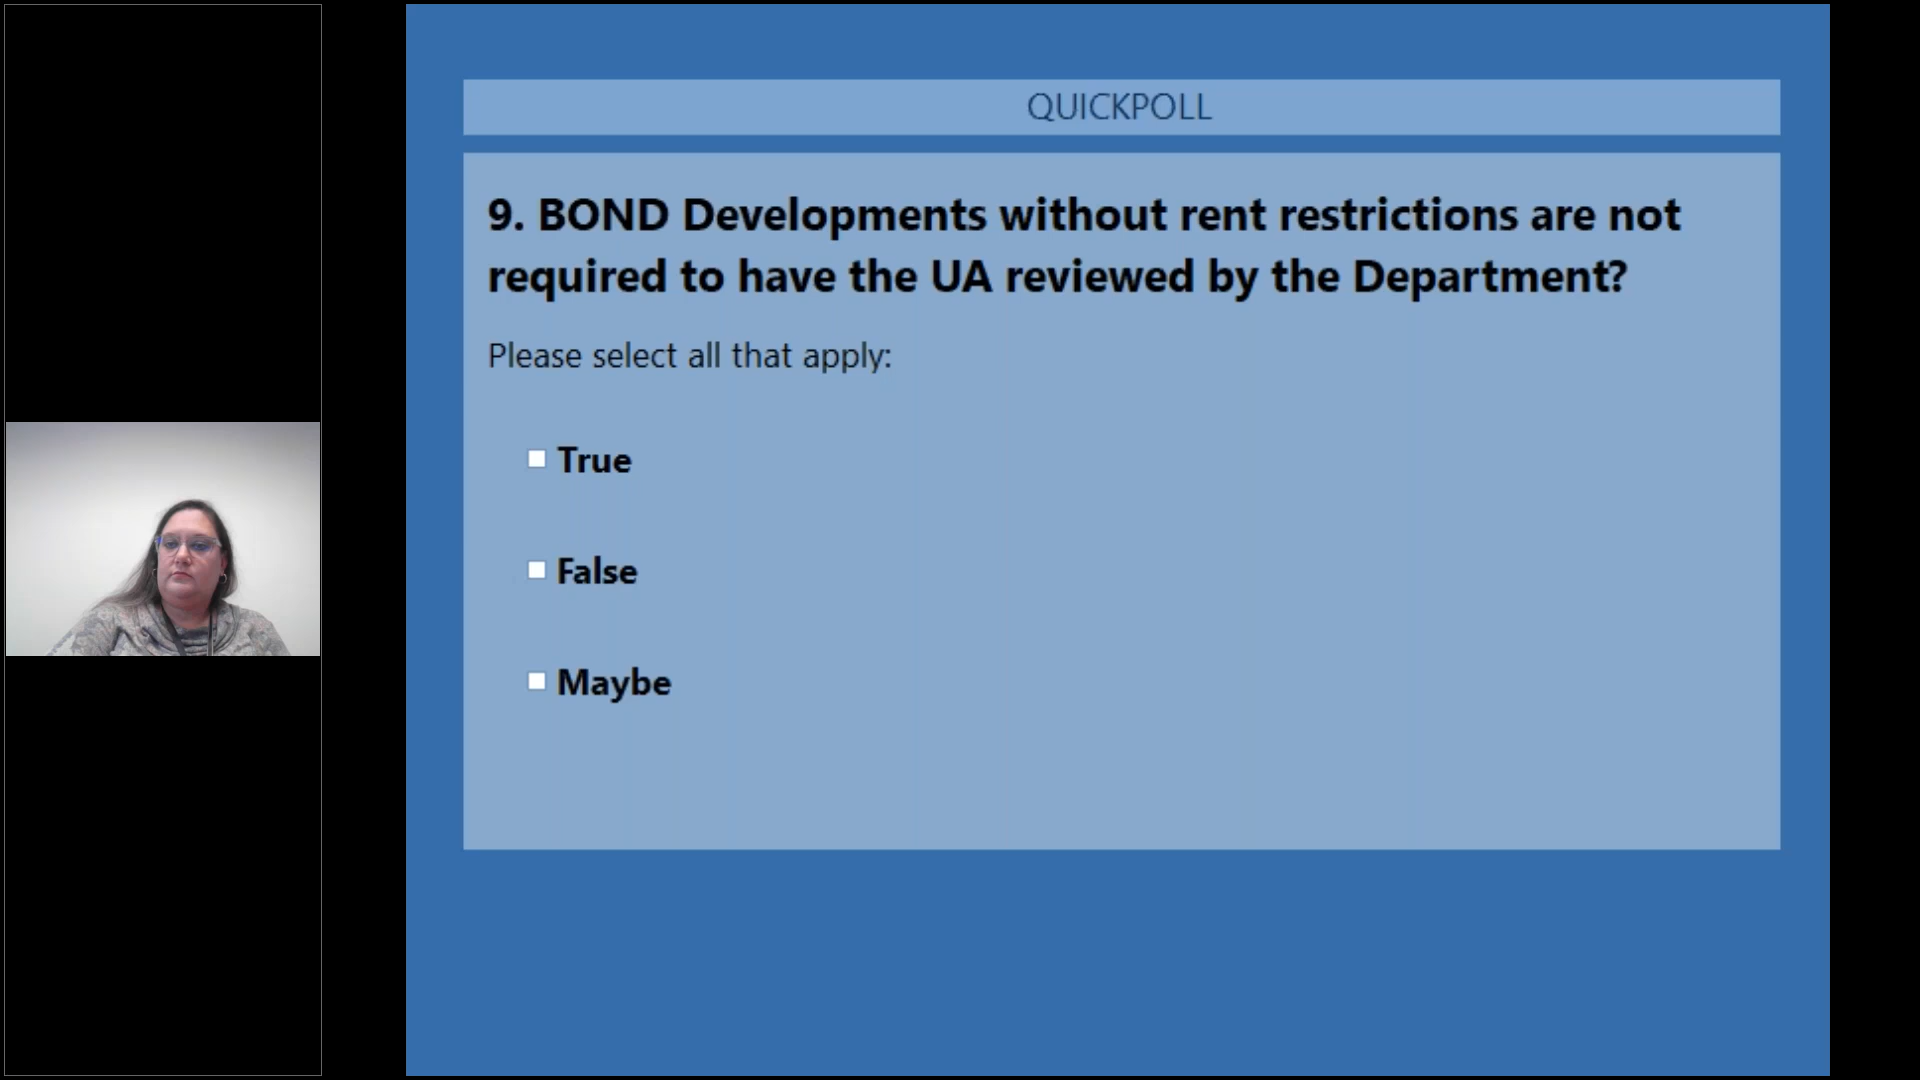 QUICKPOLL
9. BOND Developments without rent restrictions are not
required to have the UA reviewed by the Department?
Please select all that apply:
True
False
Maybe